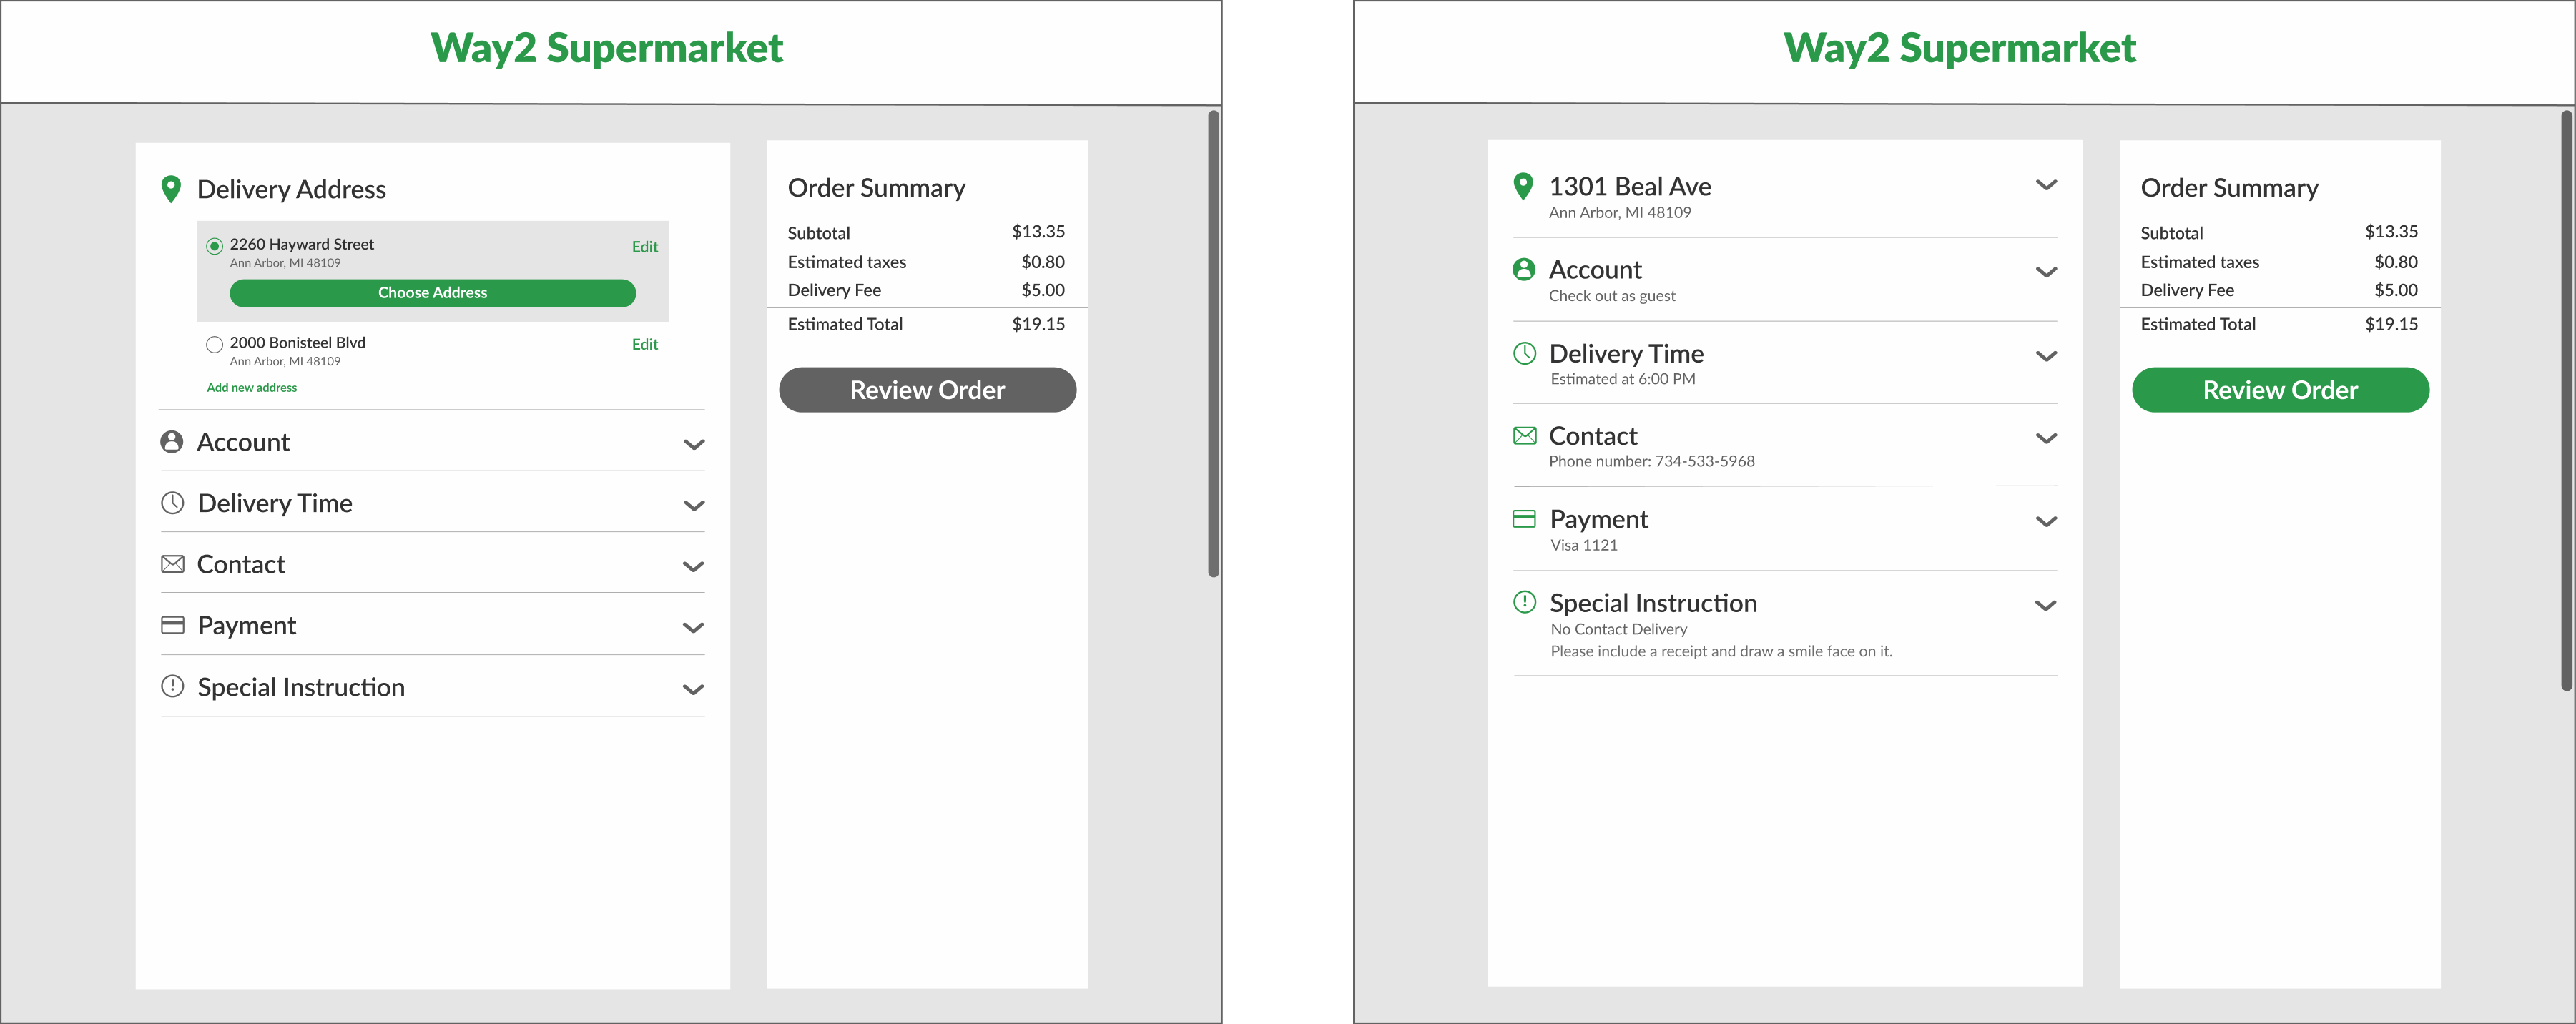 Way2 Supermarket
Delivery Address
2260 Hayward Street
Edit
Ann Arbor, MI 48109
Choose Address
2000 Bonisteel Blvd
Edit
Ann Arbor, MI 48109
Add new address
Account
Delivery Time
Contact
Payment
Special Instruction
Order Summary
Subtotal $13.35
Estimated taxes $0.80
Delivery Fee $5.00
Estimated Total $19.15
Review Order
Way2 Supermarket
1301 Beal Ave
Ann Arbor, MI 48109
Account
Check out as guest
Delivery Time
Estimated at 6:00 PM
Contact
Phone number: 734-533-5968
Payment
Visa 1121
Special Instruction
No Contact Delivery
Please include a receipt and draw a smile face on it.
Order Summary
Subtotal $13.35
Estimated taxes $0.80
Delivery Fee $5.00
Estimated Total $19.15
Review Order